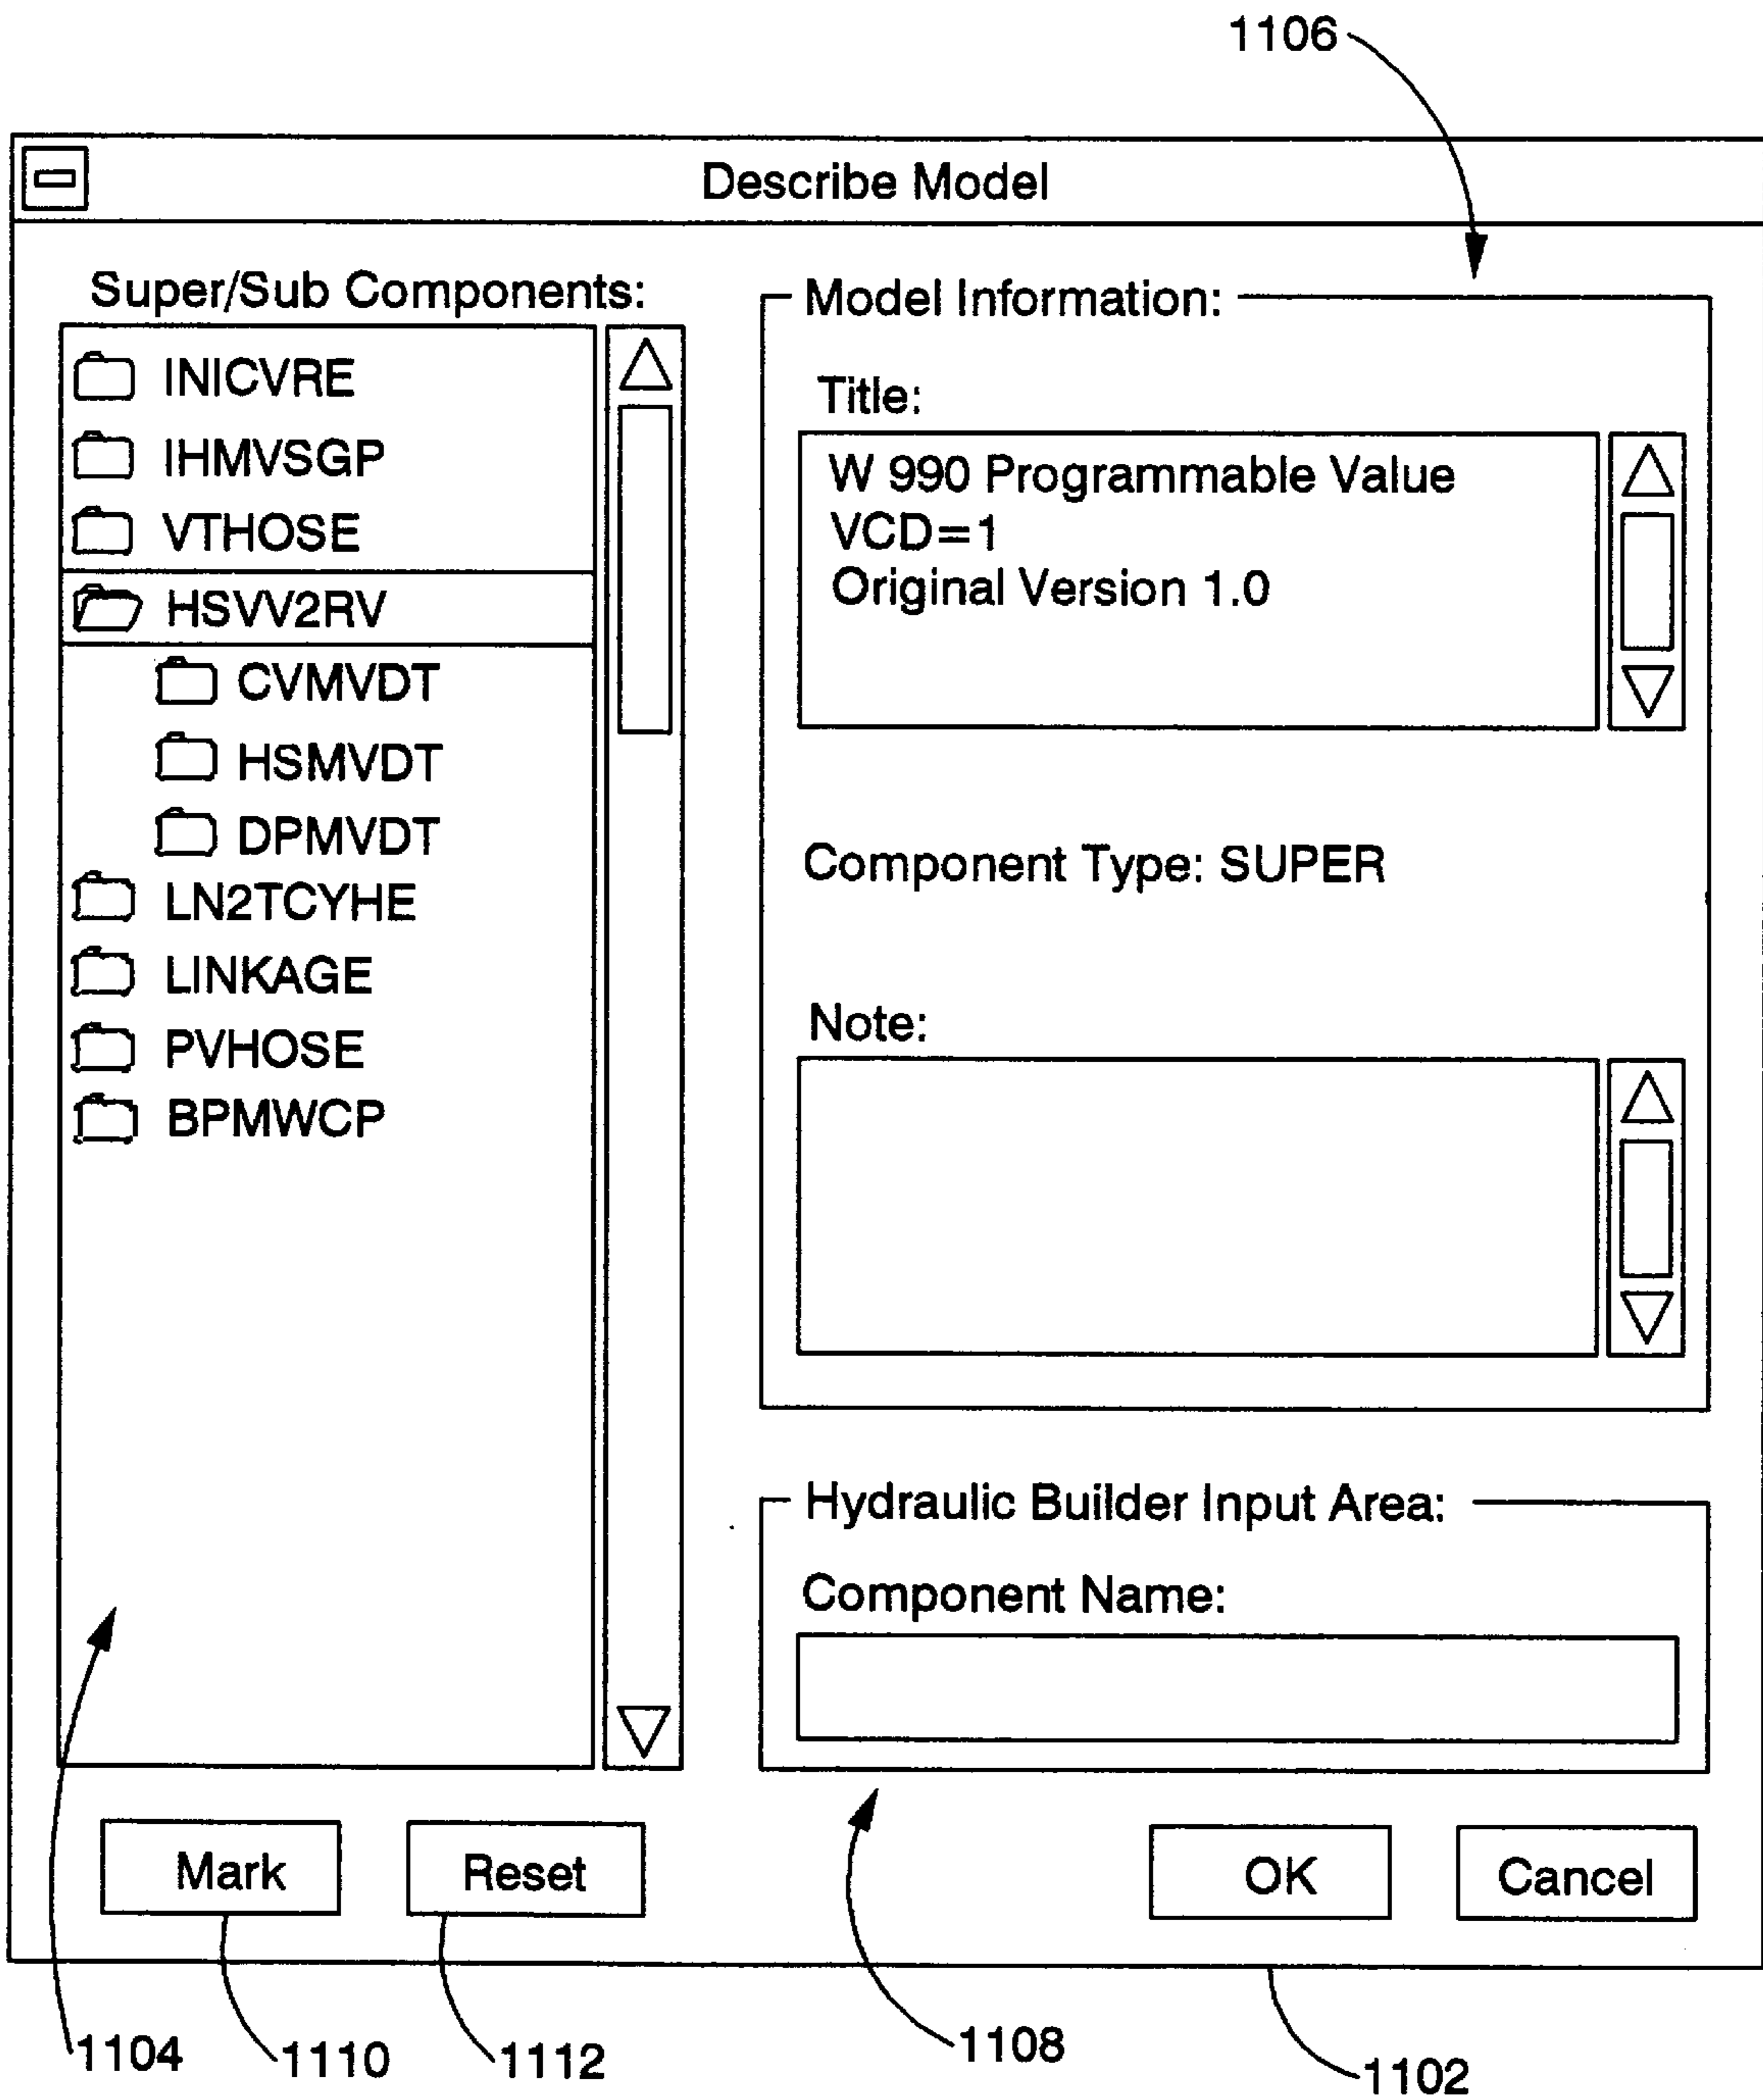 1106
Describe Model
Super/Sub Components:
INICVRE
IHMVSGP
VTHOSE
HSVV2RV
CVMVDT
HSMVDT
DPMVDT
LN2TCYHE
LINKAGE
PVHOSE
BPMWCP
Model Information:
Title:
W 990 Programmable Value
VCD=1
Original Version 1.0
Component Type: SUPER
Note:
Hydraulic Builder Input Area:
Component Name:
Mark
Reset
OK
Cancel
1104
1110
1112
1108
1102